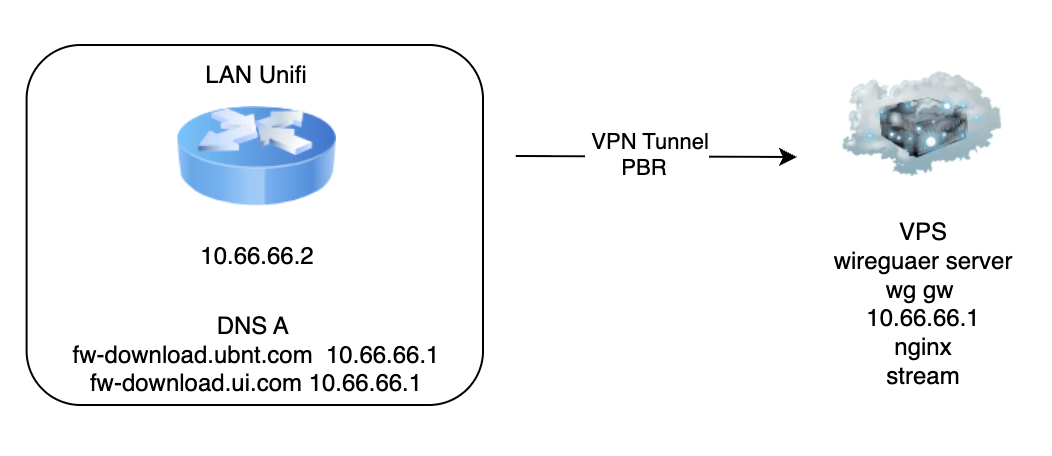 LAN Unifi
10.66.66.2
DNS A
fw-download.ubnt.com 10.66.66.1
fw-download.ui.com 10.66.66.1
VPN Tunnel
PBR
VPS
wireguaer server
wg gw
10.66.66.1
nginx
stream